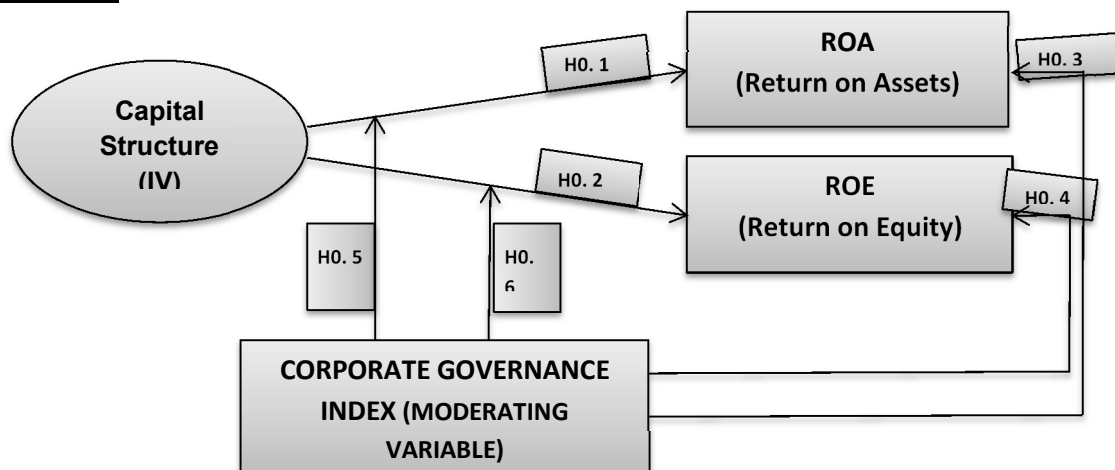 Capital
Structure
(IV)
H0. 1
ROA
(Return on Assets)
H0. 3
H0. 2
ROE
(Return on Equity)
H0. 4
H0. 5
H0.
6
CORPORATE GOVERNANCE
INDEX (MODERATING
VARIABLE)